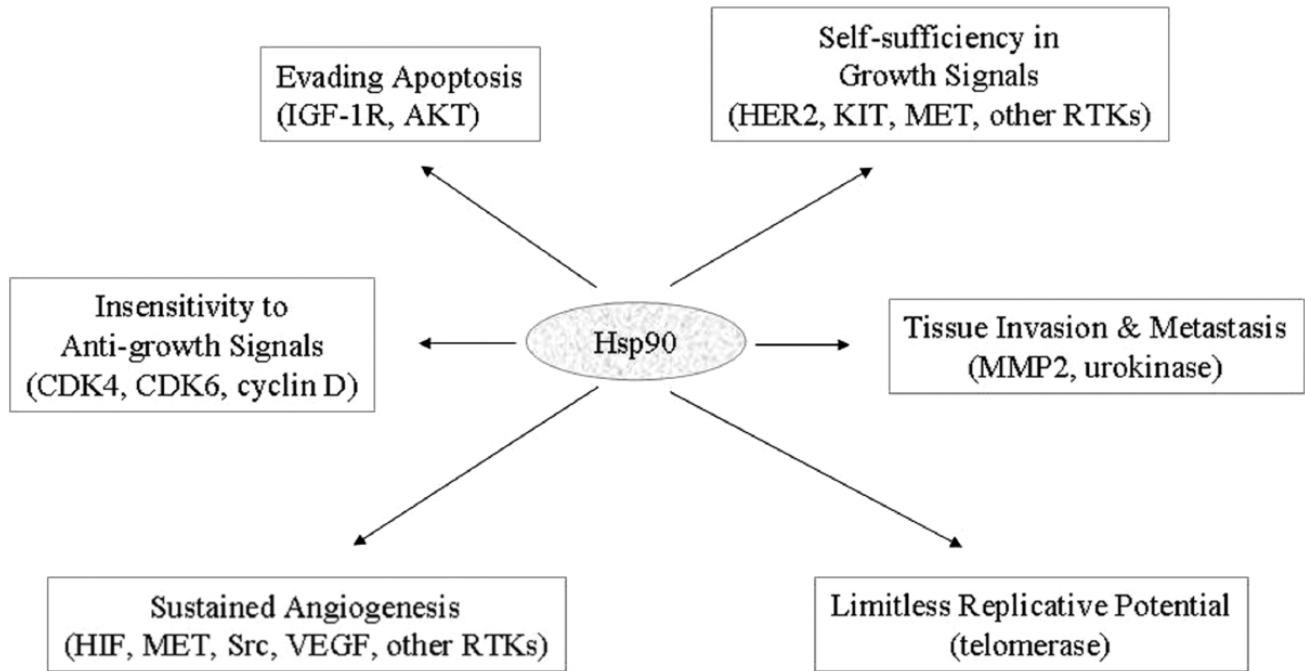 Evading Apoptosis
(IGF-1R, AKT)
Self-sufficiency in
Growth Signals
(HER2, KIT, MET, other RTKs)
Insensitivity to
Anti-growth Signals
(CDK4, CDK6, cyclin D)
Hsp90
Tissue Invasion & Metastasis
(MMP2, urokinase)
Sustained Angiogenesis
(HIF, MET, Src, VEGF, other RTKs)
Limitless Replicative Potential
(telomerase)